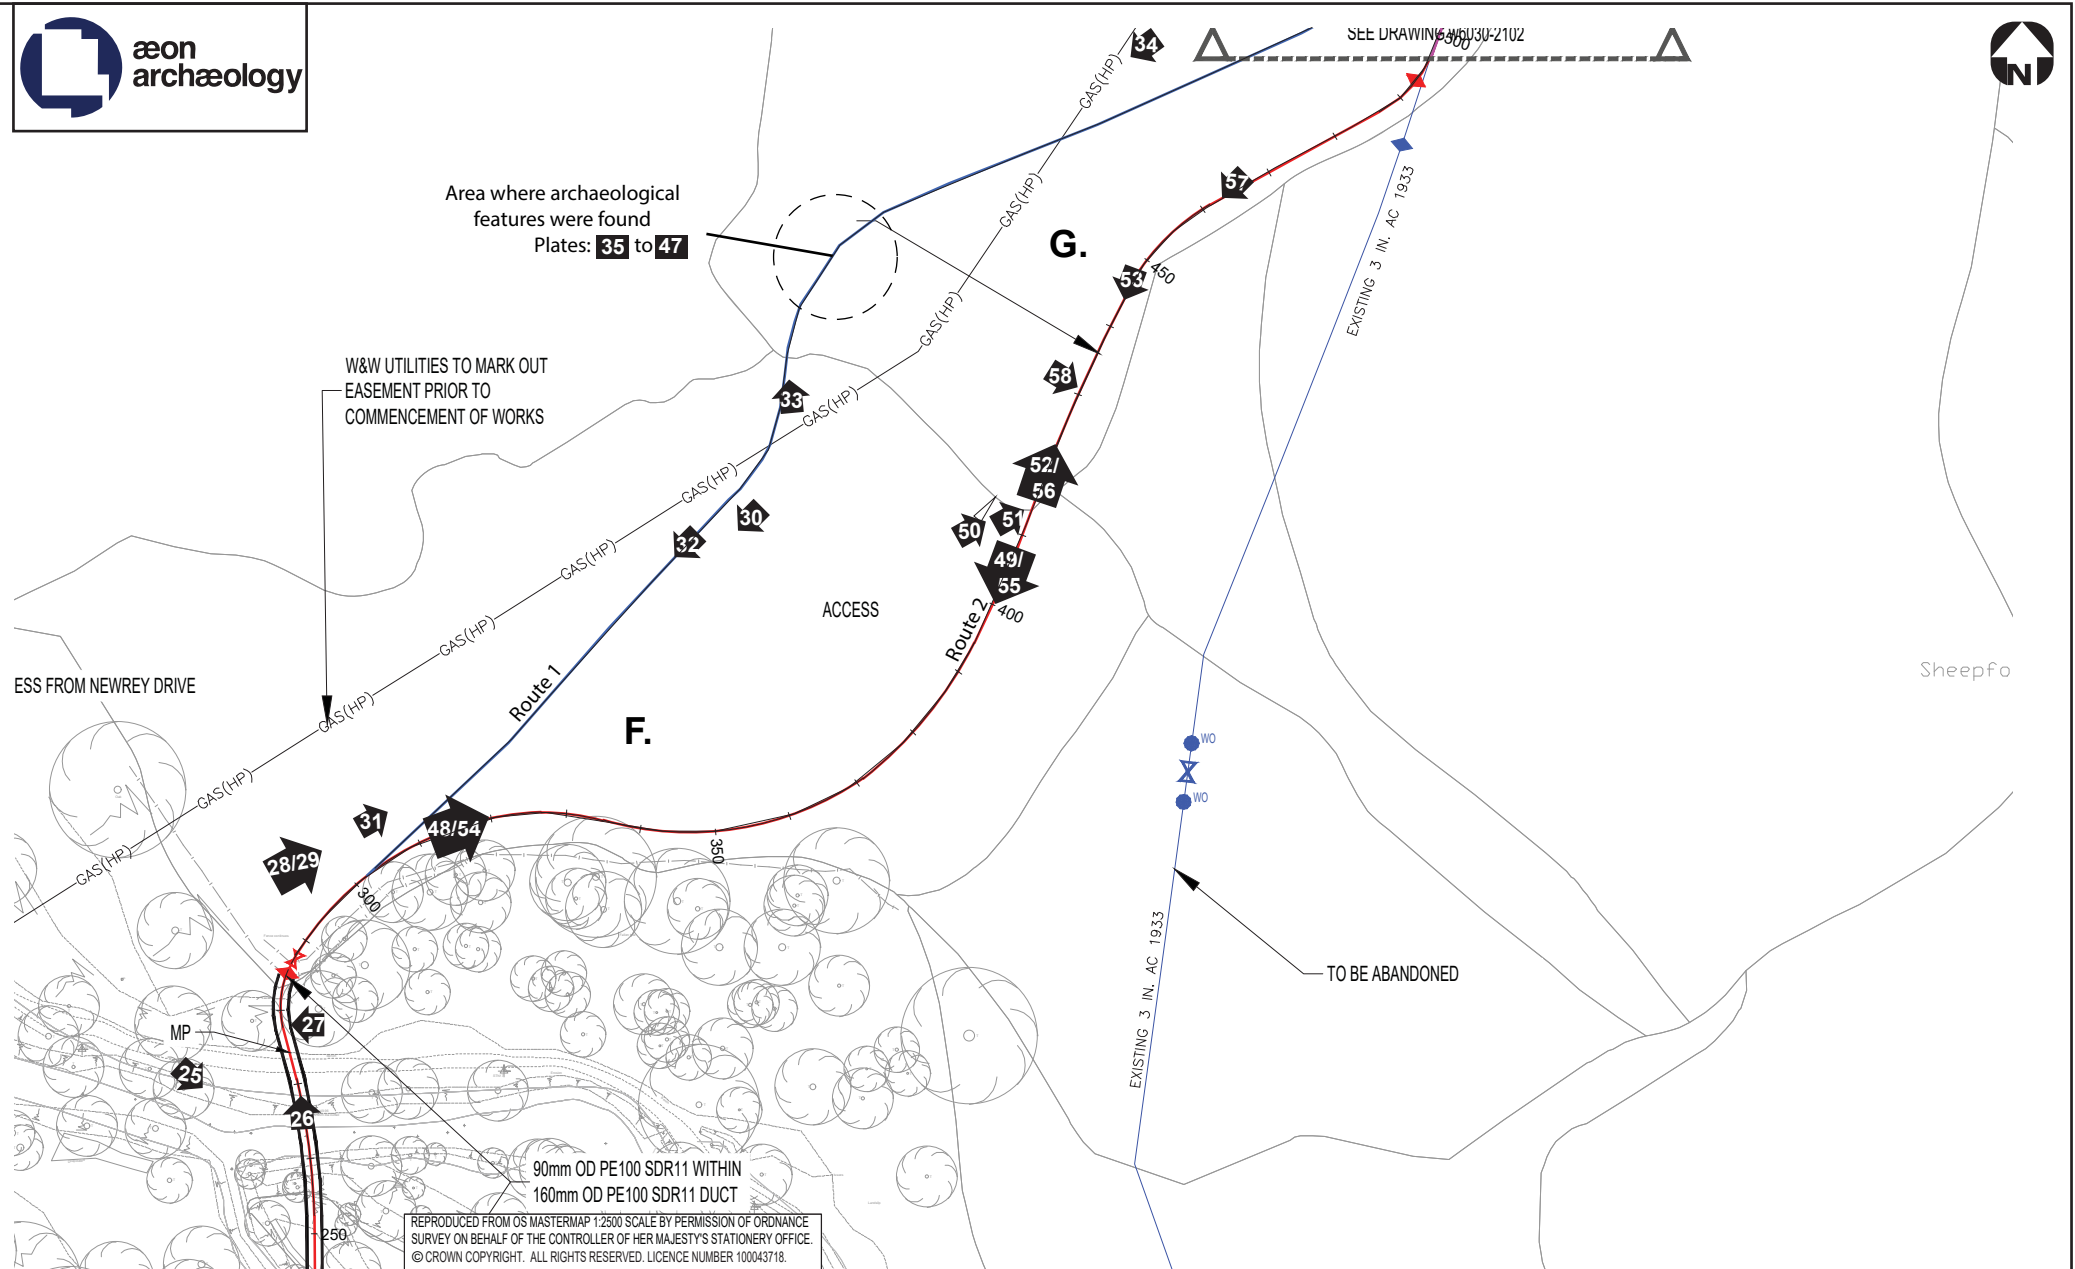 æon
archæology
SEE DRAWING W6030-2102
500
34
N
GAS(HP)
57
Area where archaeological
features were found
Plates: 35 to 47
GAS(HP)
G.
EXISTING 3 IN. AC 1933
53
450
GAS(HP)
W&W UTILITIES TO MARK OUT
EASEMENT PRIOR TO
COMMENCEMENT OF WORKS
58
33
GAS(HP)
52/
56
GAS(HP)
30
50
51
32
GAS(HP)
49/
55
400
ACCESS
Route 2
GAS(HP)
Sheepfo
ESS FROM NEWREY DRIVE
Route 1
GAS(HP)
F.
WO
GAS(HP)
WO
31
48/54
350
28/29
GAS(HP)
300
TO BE ABANDONED
EXISTING 3 IN. AC 1933
27
MP
25
26
90mm OD PE100 SDR11 WITHIN
160mm OD PE100 SDR11 DUCT
250
REPRODUCED FROM OS MASTERMAP 1:2500 SCALE BY PERMISSION OF ORDNANCE
SURVEY ON BEHALF OF THE CONTROLLER OF HER MAJESTY'S STATIONERY OFFICE.
© CROWN COPYRIGHT. ALL RIGHTS RESERVED. LICENCE NUMBER 100043718.